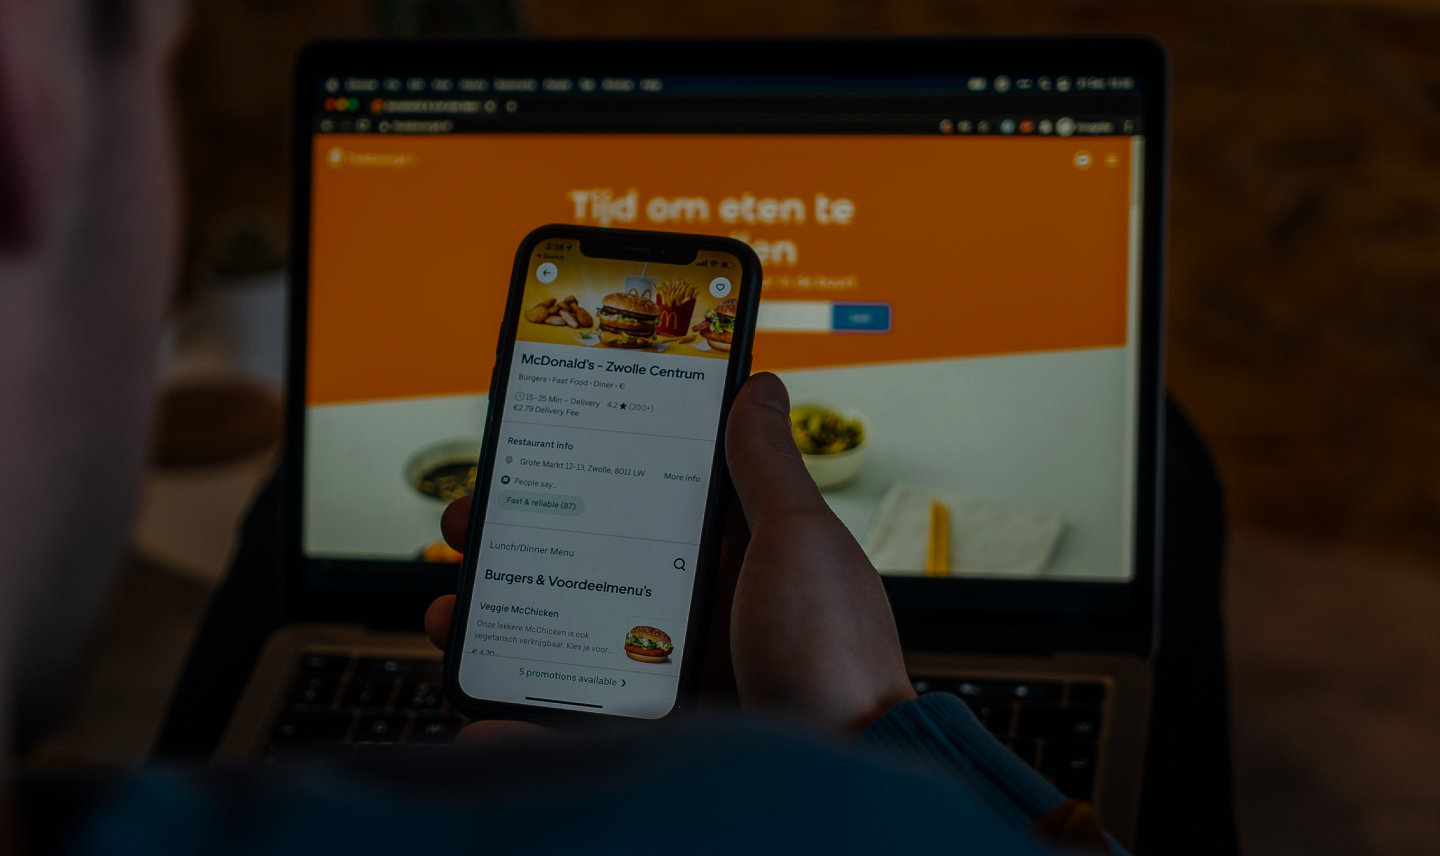 Tijd om eten te
en
3:36
Search
McDonald's - Zwolle Centrum
Burgers • Fast Food • Diner • €
15–25 Min – Delivery 4.2 ★ (200+)
€2.79 Delivery Fee
Restaurant info
Grote Markt 12-13, Zwolle, 8011 LW
More info
People say...
Fast & reliable (87)
Lunch/Dinner Menu
Burgers & Voordeelmenu's
Veggie McChicken
Onze lekkere McChicken is ook
vegetarisch verkrijgbaar. Kies je voor...
€ 4.70
5 promotions available